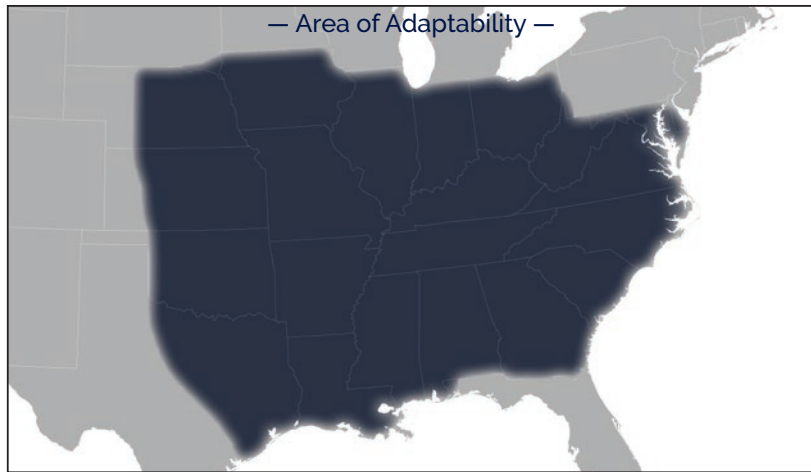 — Area of Adaptability —